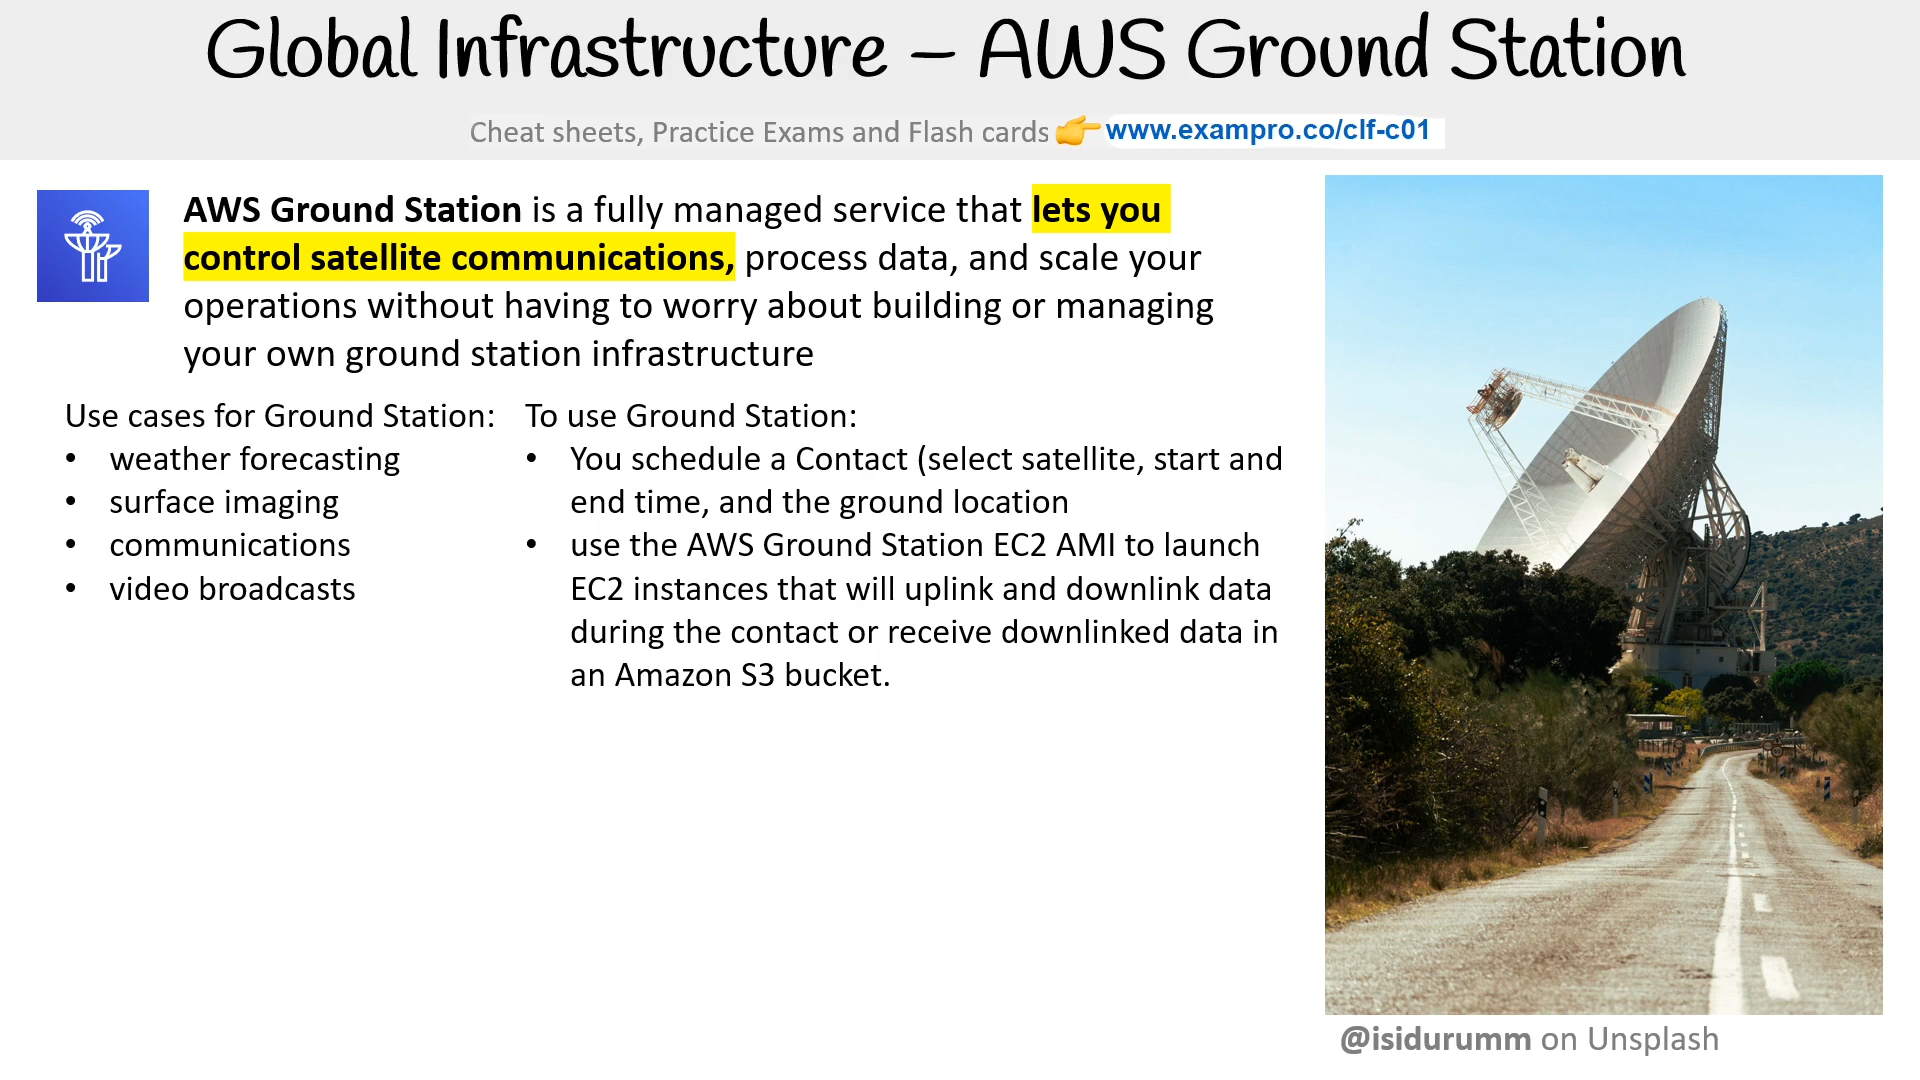 Global Infrastructure – AWS Ground Station
Cheat sheets, Practice Exams and Flash cards 👉 www.exampro.co/clf-c01
AWS Ground Station is a fully managed service that lets you
control satellite communications, process data, and scale your
operations without having to worry about building or managing
your own ground station infrastructure
Use cases for Ground Station:
• weather forecasting
• surface imaging
• communications
• video broadcasts
To use Ground Station:
• You schedule a Contact (select satellite, start and
end time, and the ground location
• use the AWS Ground Station EC2 AMI to launch
EC2 instances that will uplink and downlink data
during the contact or receive downlinked data in
an Amazon S3 bucket.
@isidurumm on Unsplash